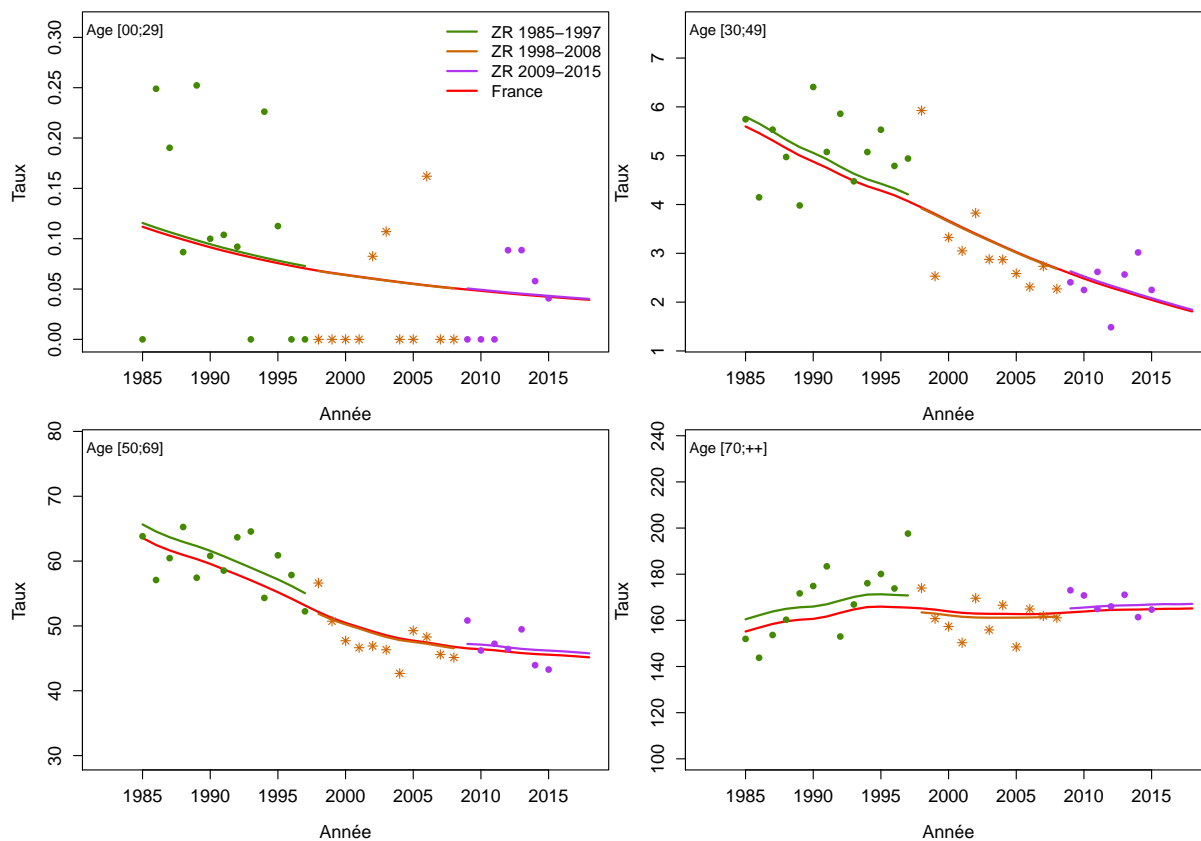 Age [00;29]
ZR 1985−1997
ZR 1998−2008
ZR 2009−2015
France
Taux
0.30
0.25
0.20
0.15
0.10
0.05
0.00
1985 1990 1995 2000 2005 2010 2015
Année
Age [30;49]
Taux
7
6
5
4
3
2
1
1985 1990 1995 2000 2005 2010 2015
Année
Age [50;69]
Taux
80
70
60
50
40
30
1985 1990 1995 2000 2005 2010 2015
Année
Age [70;++]
Taux
240
220
200
180
160
140
120
100
1985 1990 1995 2000 2005 2010 2015
Année